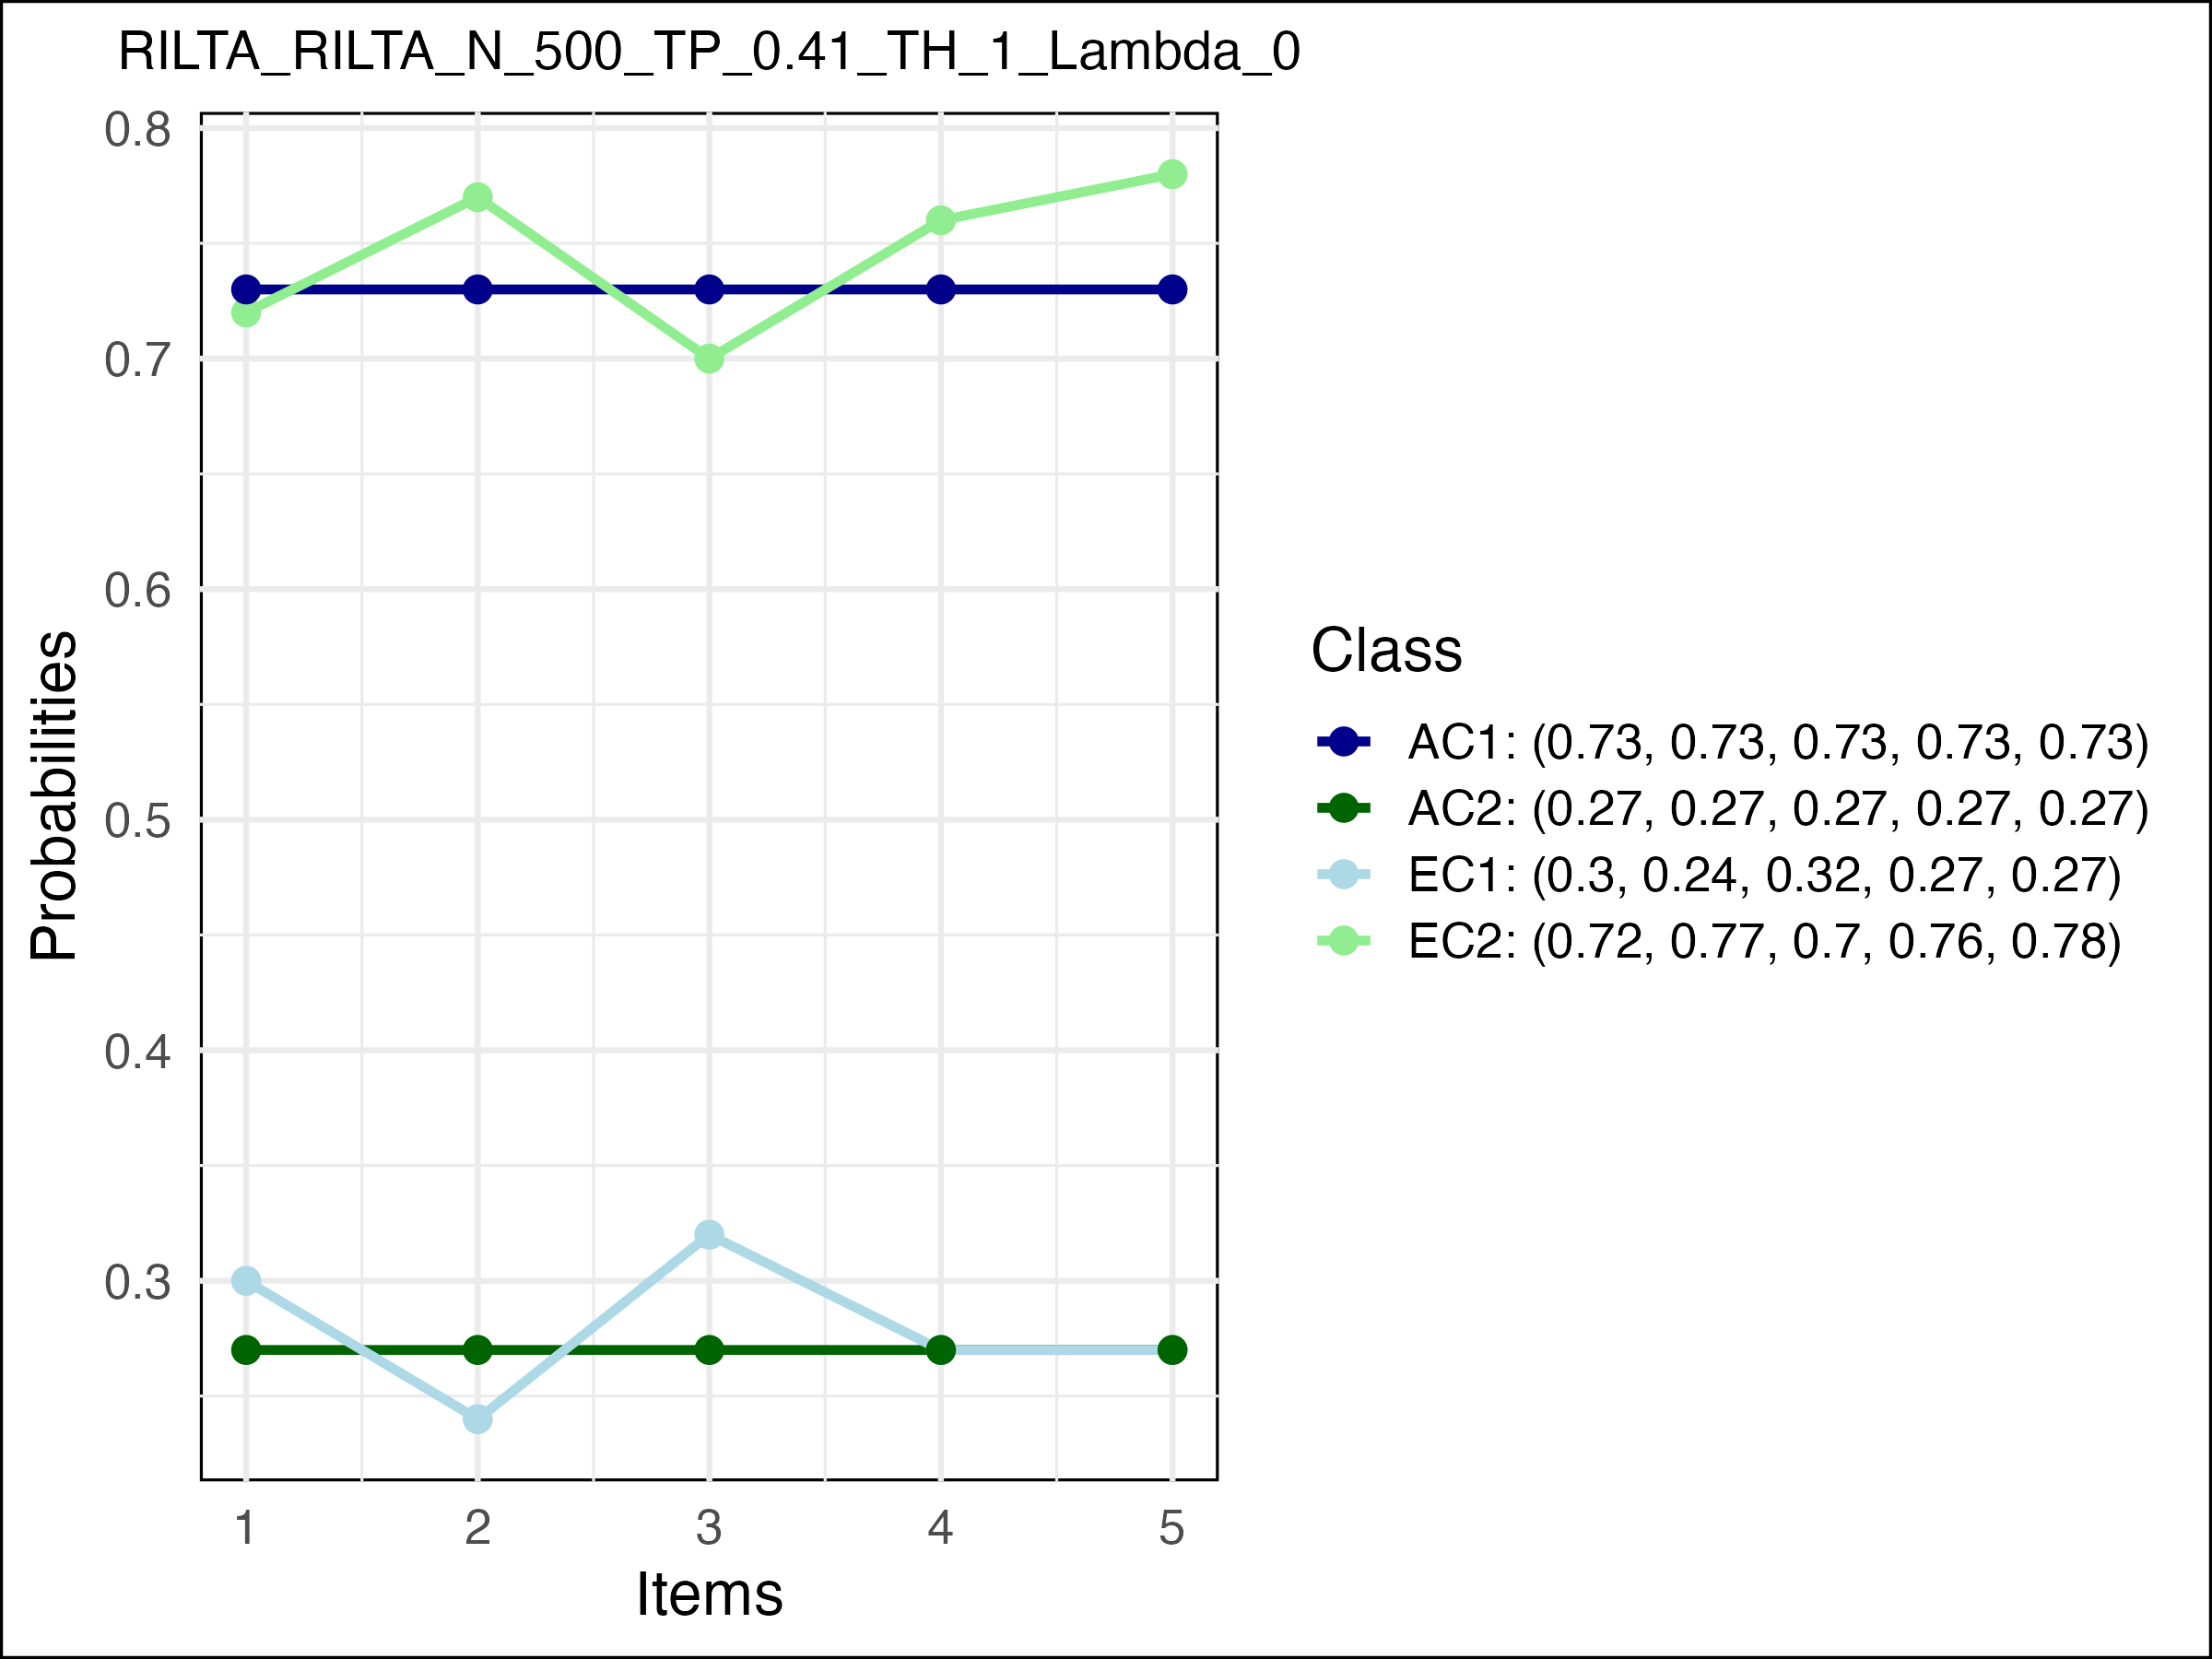 RILTA_RILTA_N_500_TP_0.41_TH_1_Lambda_0
0.8
0.7
0.6
0.5
0.4
0.3
Probabilities
1 2 3 4 5
Items
Class
AC1: (0.73, 0.73, 0.73, 0.73, 0.73)
AC2: (0.27, 0.27, 0.27, 0.27, 0.27)
EC1: (0.3, 0.24, 0.32, 0.27, 0.27)
EC2: (0.72, 0.77, 0.7, 0.76, 0.78)